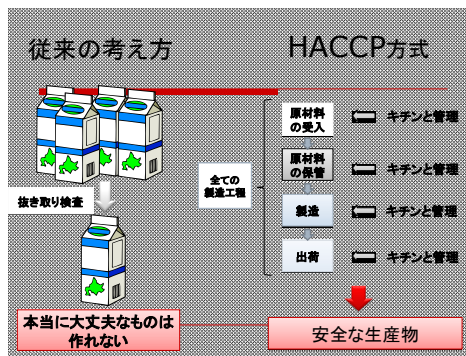 従来の考え方
HACCP方式
抜き取り検査
本当に大丈夫なものは
作れない
全ての
製造工程
原材料
の受入
キチンと管理
原材料
の保管
キチンと管理
製造
キチンと管理
出荷
キチンと管理
安全な生産物